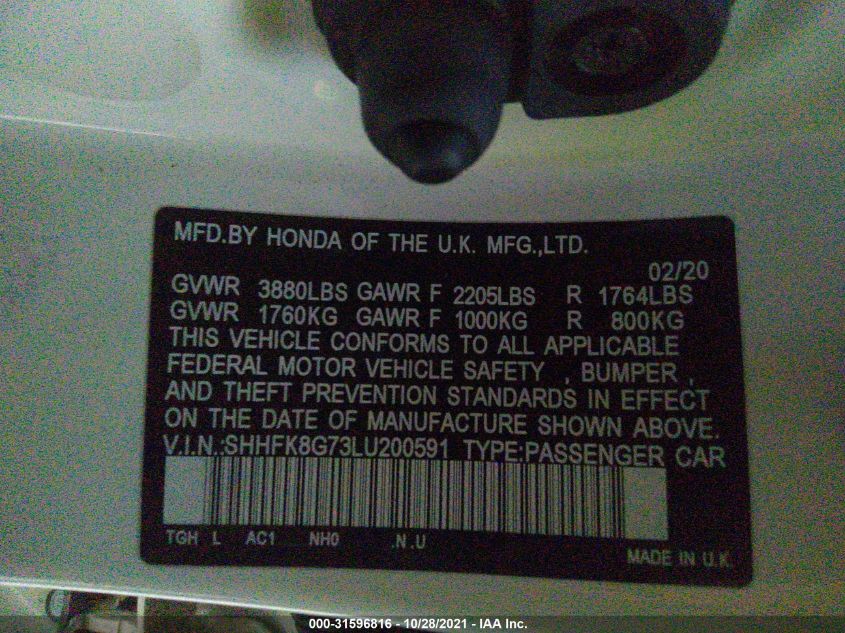 MFD.BY HONDA OF THE U.K. MFG.,LTD.
02/20
GVWR 3880LBS GAWR F 2205LBS R 1764LBS
GVWR 1760KG GAWR F 1000KG R 800KG
THIS VEHICLE CONFORMS TO ALL APPLICABLE
FEDERAL MOTOR VEHICLE SAFETY , BUMPER ,
AND THEFT PREVENTION STANDARDS IN EFFECT
ON THE DATE OF MANUFACTURE SHOWN ABOVE.
V.I.N.:SHHFK8G73LU200591 TYPE:PASSENGER CAR
TGH L AC1 NH0 .N .U
MADE IN U.K.
000-31596816 - 10/28/2021 - IAA Inc.